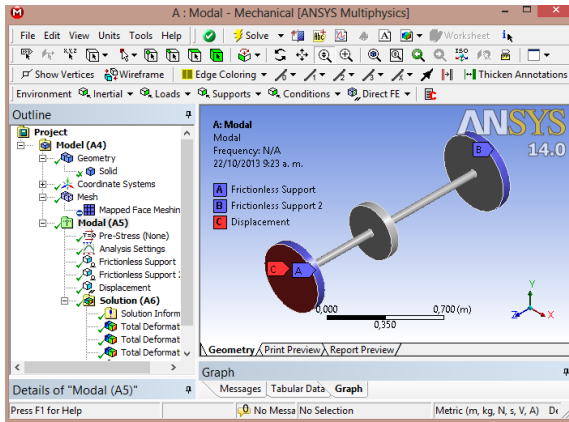 A : Modal - Mechanical [ANSYS Multiphysics]
File Edit View Units Tools Help Solve Worksheet
Show Vertices Wireframe Edge Coloring Thicken Annotations
Environment Inertial Loads Supports Conditions Direct FE
Outline
Project
Model (A4)
Geometry
Solid
Coordinate Systems
Mesh
Mapped Face Meshin
Modal (A5)
Pre-Stress (None)
Analysis Settings
Frictionless Support
Frictionless Support
Displacement
Solution (A6)
Solution Inform
Total Deformat
Total Deformat
Total Deformat
Details of "Modal (A5)"
A: Modal
Modal
Frequency: N/A
22/10/2013 9:23 a. m.
A Frictionless Support
B Frictionless Support 2
C Displacement
ANSYS
14.0
B
C A
0,000 0,700 (m)
0,350
Y
Z X
Geometry Print Preview Report Preview
Graph
Messages Tabular Data Graph
Press F1 for Help No Messa No Selection Metric (m, kg, N, s, V, A) De